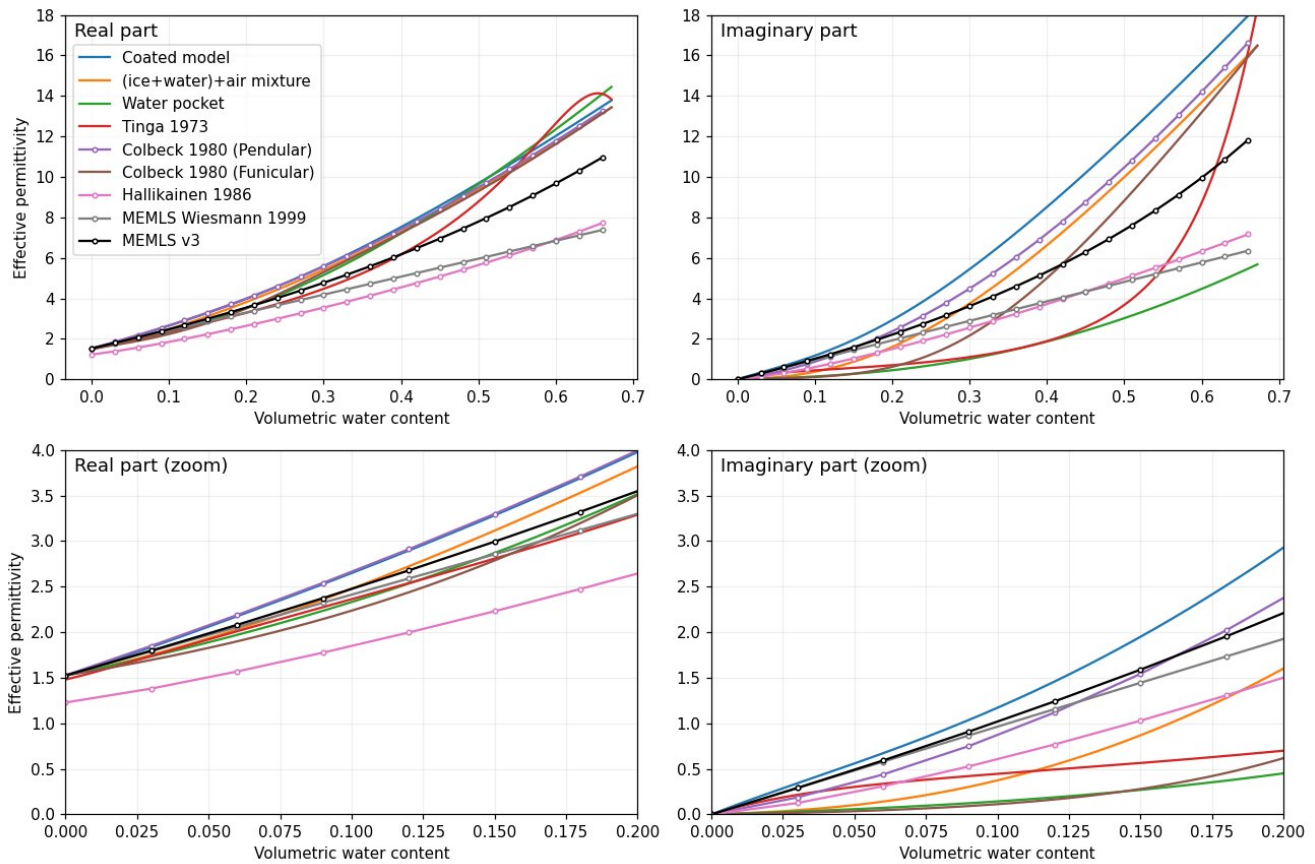 Real part
Coated model
(ice+water)+air mixture
Water pocket
Tinga 1973
Colbeck 1980 (Pendular)
Colbeck 1980 (Funicular)
Hallikainen 1986
MEMLS Wiesmann 1999
MEMLS v3
18
16
14
12
10
8
6
4
2
0
Effective permittivity
0.0 0.1 0.2 0.3 0.4 0.5 0.6 0.7
Volumetric water content
Imaginary part
18
16
14
12
10
8
6
4
2
0
0.0 0.1 0.2 0.3 0.4 0.5 0.6 0.7
Volumetric water content
Real part (zoom)
4.0
3.5
3.0
2.5
2.0
1.5
1.0
0.5
0.0
Effective permittivity
0.000 0.025 0.050 0.075 0.100 0.125 0.150 0.175 0.200
Volumetric water content
Imaginary part (zoom)
4.0
3.5
3.0
2.5
2.0
1.5
1.0
0.5
0.0
0.000 0.025 0.050 0.075 0.100 0.125 0.150 0.175 0.200
Volumetric water content